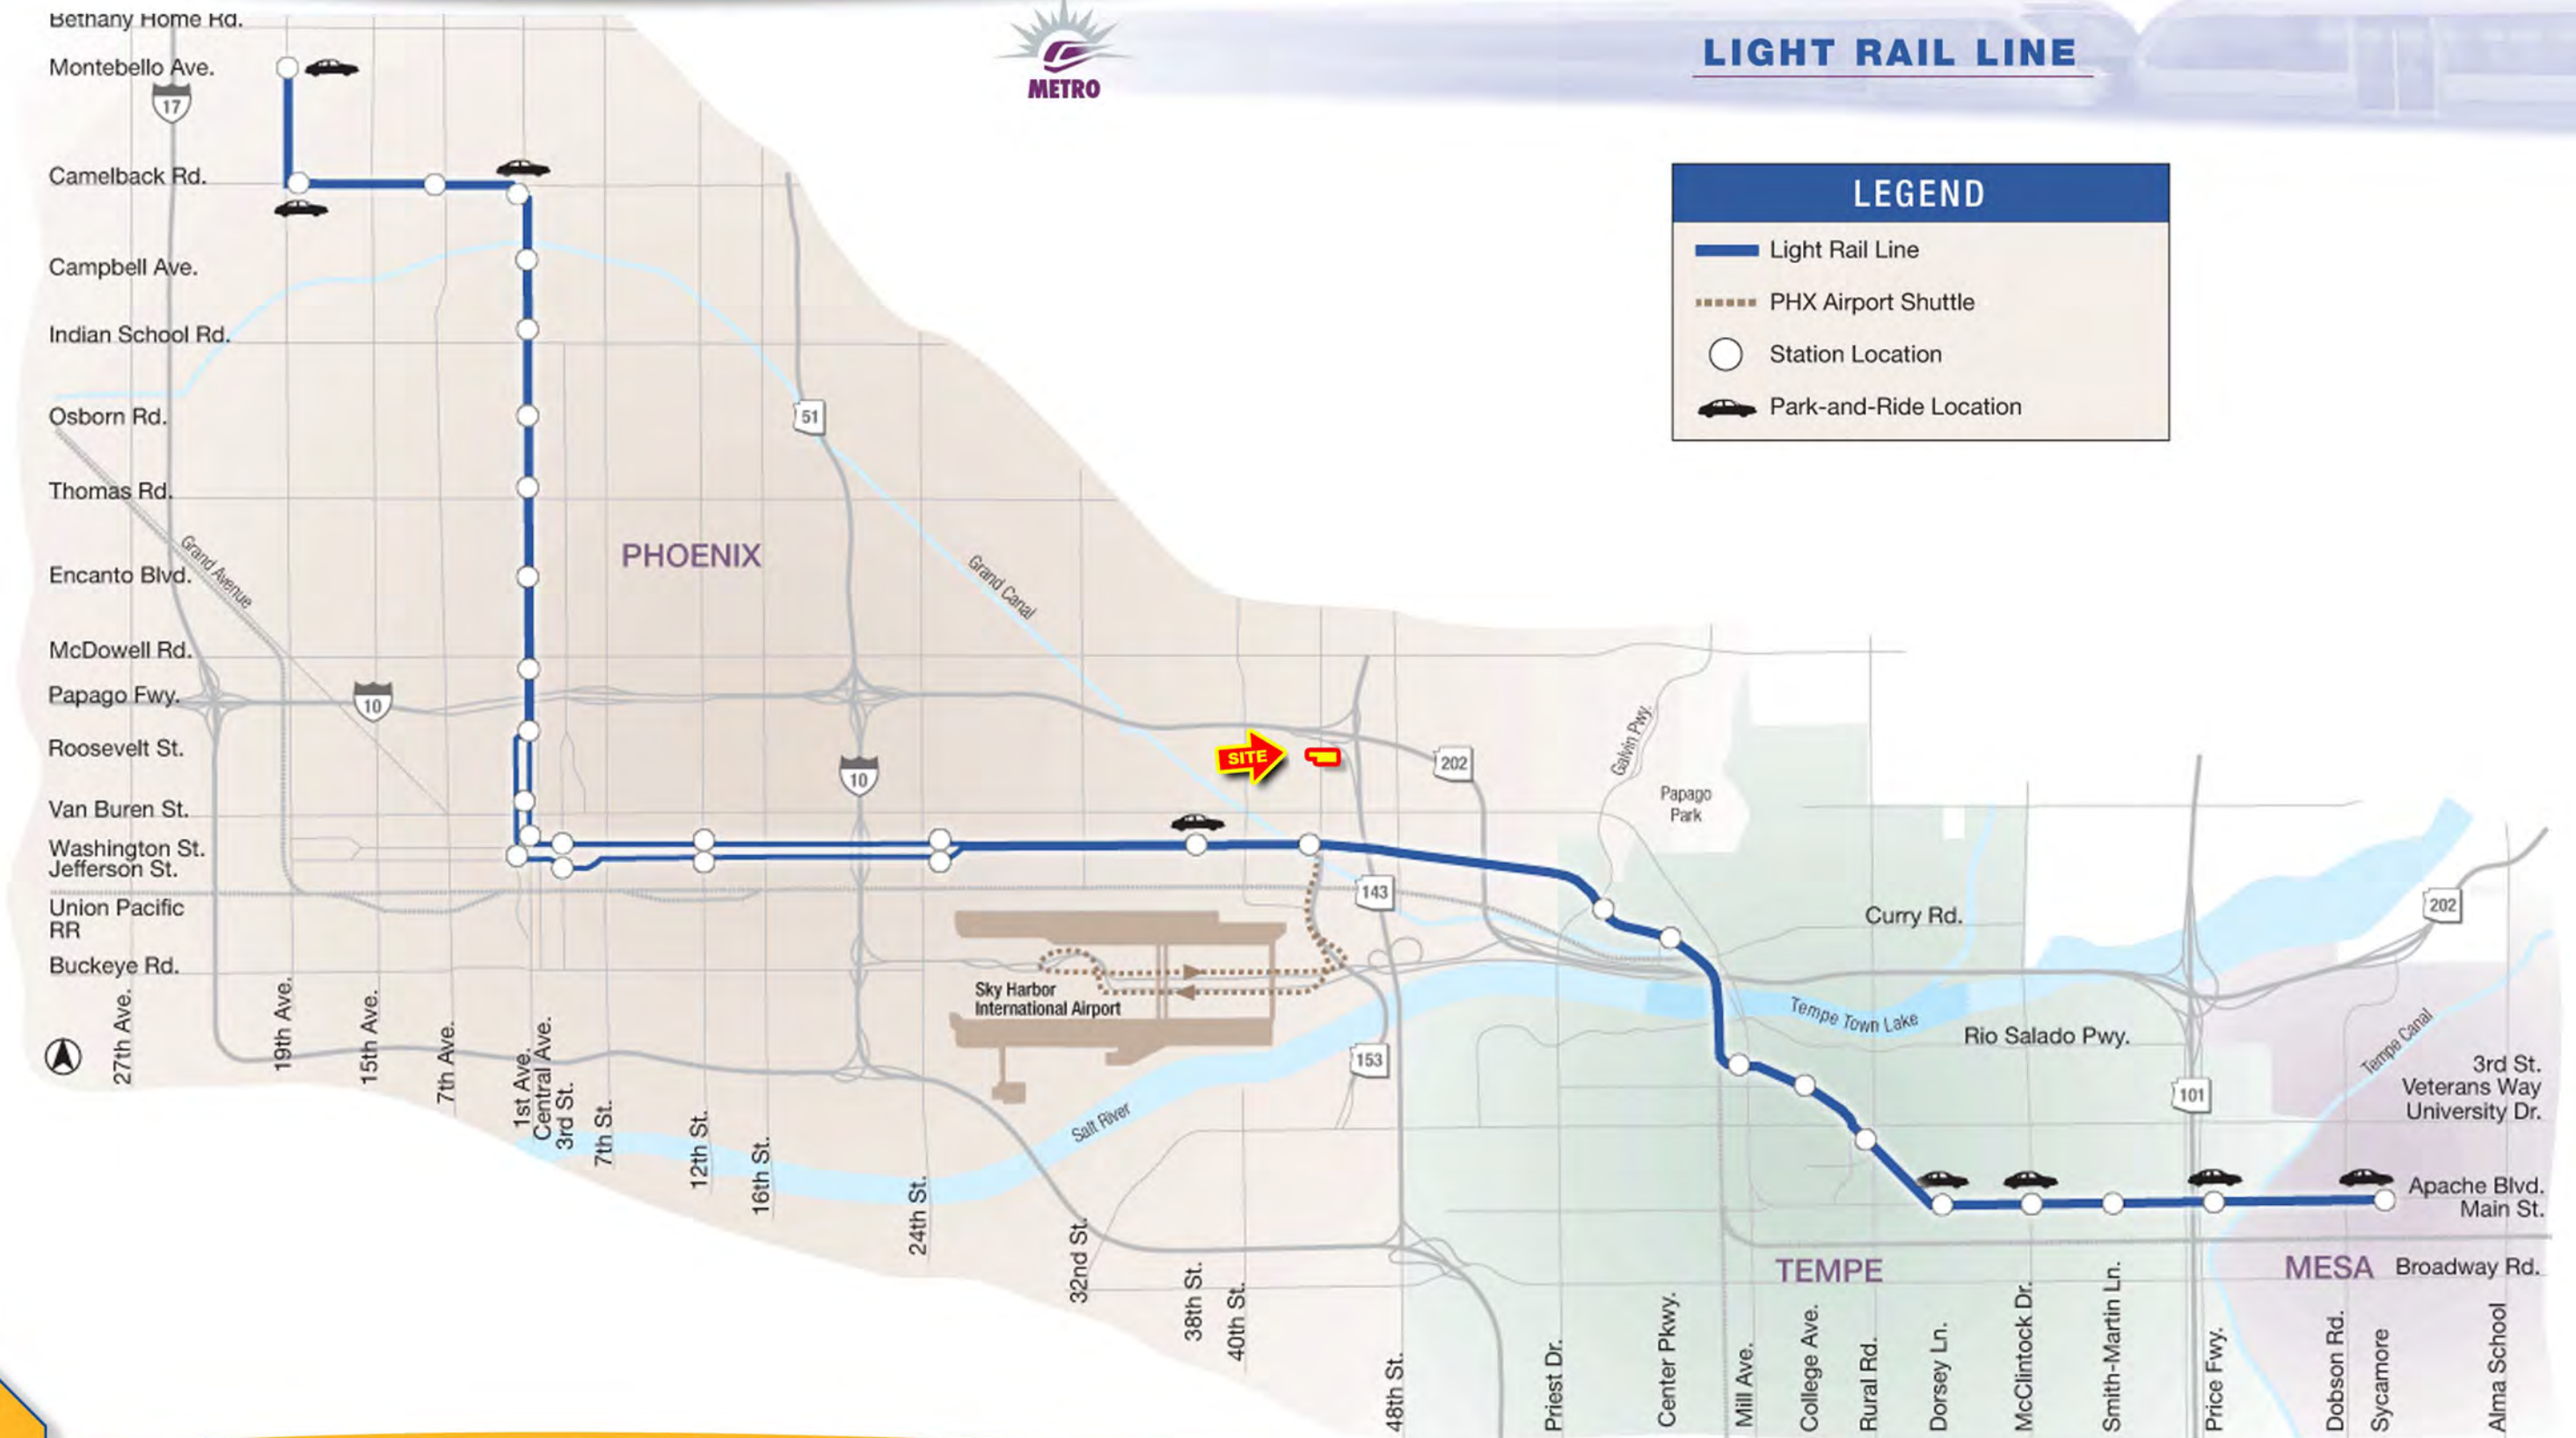 Bethany Home Rd.
Montebello Ave.
17
Camelback Rd.
Campbell Ave.
Indian School Rd.
Osborn Rd.
Thomas Rd.
Grand Avenue
Encanto Blvd.
McDowell Rd.
Papago Fwy.
10
Roosevelt St.
Van Buren St.
Washington St.
Jefferson St.
Union Pacific
RR
Buckeye Rd.
METRO
LIGHT RAIL LINE
LEGEND
Light Rail Line
PHX Airport Shuttle
Station Location
Park-and-Ride Location
51
PHOENIX
Grand Canal
10
SITE
202
Galvin Pwy.
Papago
Park
143
Curry Rd.
202
Sky Harbor
International Airport
Tempe Town Lake
Rio Salado Pwy.
Tempe Canal
153
101
Salt River
3rd St.
Veterans Way
University Dr.
Apache Blvd.
Main St.
TEMPE
MESA
Broadway Rd.
27th Ave.
19th Ave.
15th Ave.
7th Ave.
1st Ave.
Central Ave.
3rd St.
7th St.
12th St.
16th St.
24th St.
32nd St.
38th St.
40th St.
48th St.
Priest Dr.
Center Pkwy.
Mill Ave.
College Ave.
Rural Rd.
Dorsey Ln.
McClintock Dr.
Smith-Martin Ln.
Price Fwy.
Dobson Rd.
Sycamore
Alma School